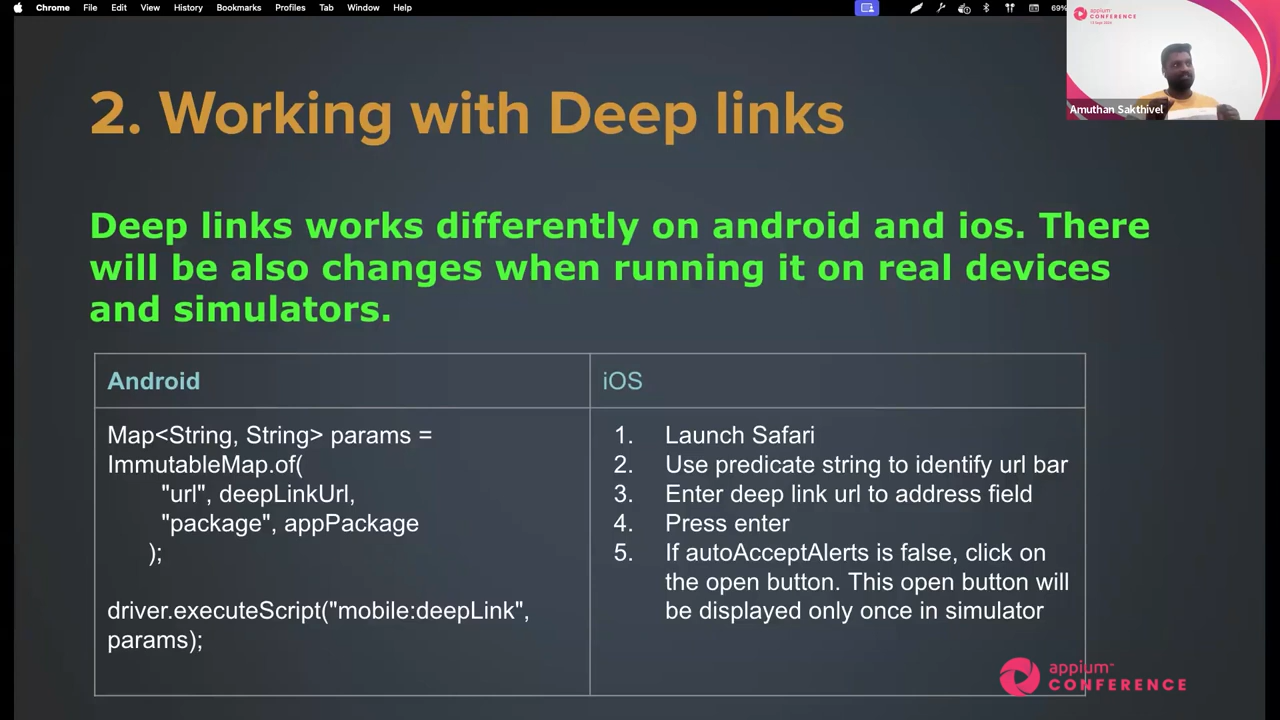 Chrome File Edit View History Bookmarks Profiles Tab Window Help 69%
appium
CONFERENCE
Amuthan Sakthivel
2. Working with Deep links
Deep links works differently on android and ios. There
will be also changes when running it on real devices
and simulators.
Android
Map<String, String> params =
ImmutableMap.of(
"url", deepLinkUrl,
"package", appPackage
);
driver.executeScript("mobile:deepLink",
params);
iOS
1. Launch Safari
2. Use predicate string to identify url bar
3. Enter deep link url to address field
4. Press enter
5. If autoAcceptAlerts is false, click on
the open button. This open button will
be displayed only once in simulator
appium
CONFERENCE